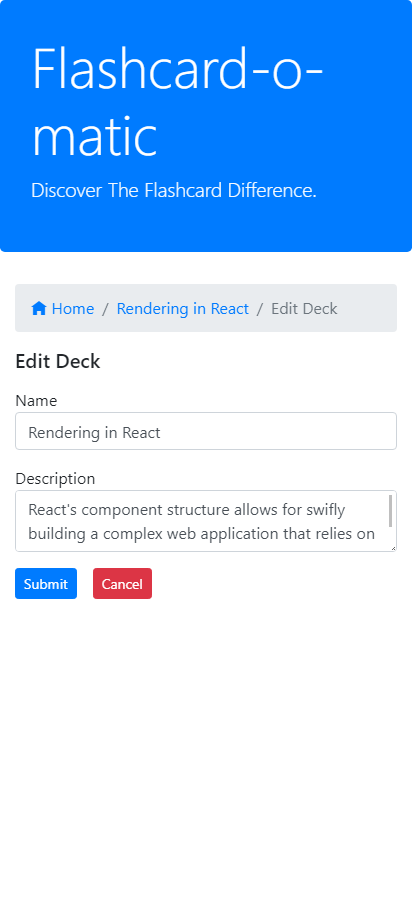 Flashcard-o-
matic
Discover The Flashcard Difference.
Home / Rendering in React / Edit Deck
Edit Deck
Name
Rendering in React
Description
React's component structure allows for swifly
building a complex web application that relies on
Submit Cancel